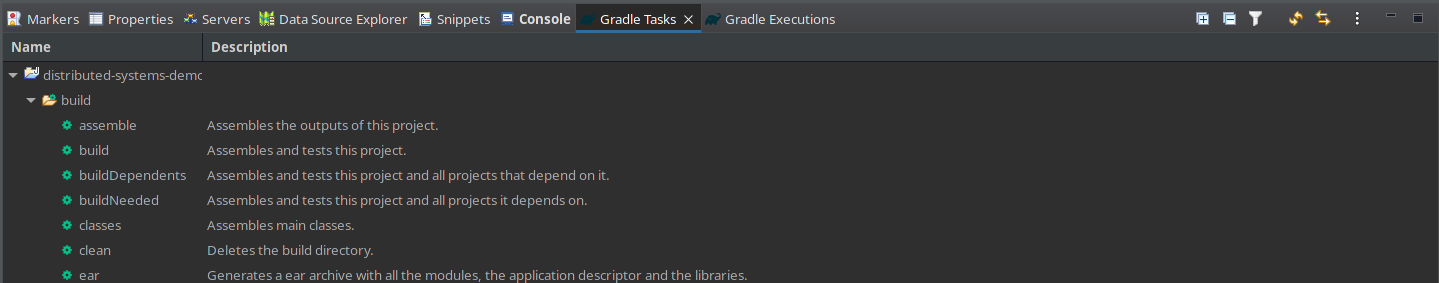 Markers Properties Servers Data Source Explorer Snippets Console Gradle Tasks Gradle Executions
Name Description
distributed-systems-demo
build
assemble Assembles the outputs of this project.
build Assembles and tests this project.
buildDependents Assembles and tests this project and all projects that depend on it.
buildNeeded Assembles and tests this project and all projects it depends on.
classes Assembles main classes.
clean Deletes the build directory.
ear Generates a ear archive with all the modules, the application descriptor and the libraries.